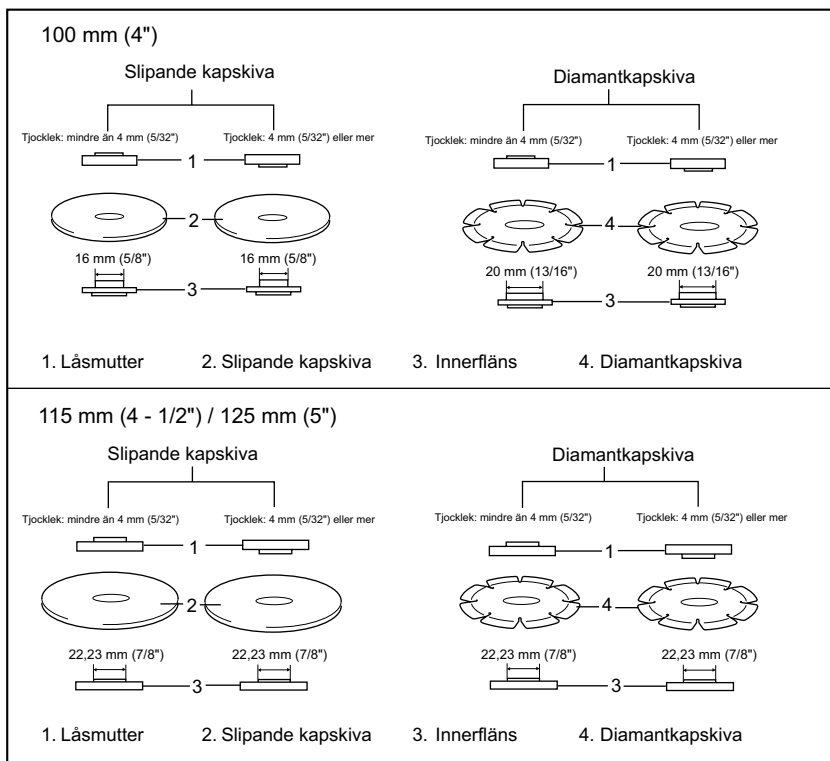 100 mm (4")
Slipande kapskiva Diamantkapskiva
Tjocklek: mindre än 4 mm (5/32") Tjocklek: 4 mm (5/32") eller mer Tjocklek: mindre än 4 mm (5/32") Tjocklek: 4 mm (5/32") eller mer
1 1
2 4
16 mm (5/8") 16 mm (5/8") 20 mm (13/16") 20 mm (13/16")
3 3
1. Låsmutter 2. Slipande kapskiva 3. Innerfläns 4. Diamantkapskiva
115 mm (4 - 1/2") / 125 mm (5")
Slipande kapskiva Diamantkapskiva
Tjocklek: mindre än 4 mm (5/32") Tjocklek: 4 mm (5/32") eller mer Tjocklek: mindre än 4 mm (5/32") Tjocklek: 4 mm (5/32") eller mer
1 1
2 4
22,23 mm (7/8") 22,23 mm (7/8") 22,23 mm (7/8") 22,23 mm (7/8")
3 3
1. Låsmutter 2. Slipande kapskiva 3. Innerfläns 4. Diamantkapskiva